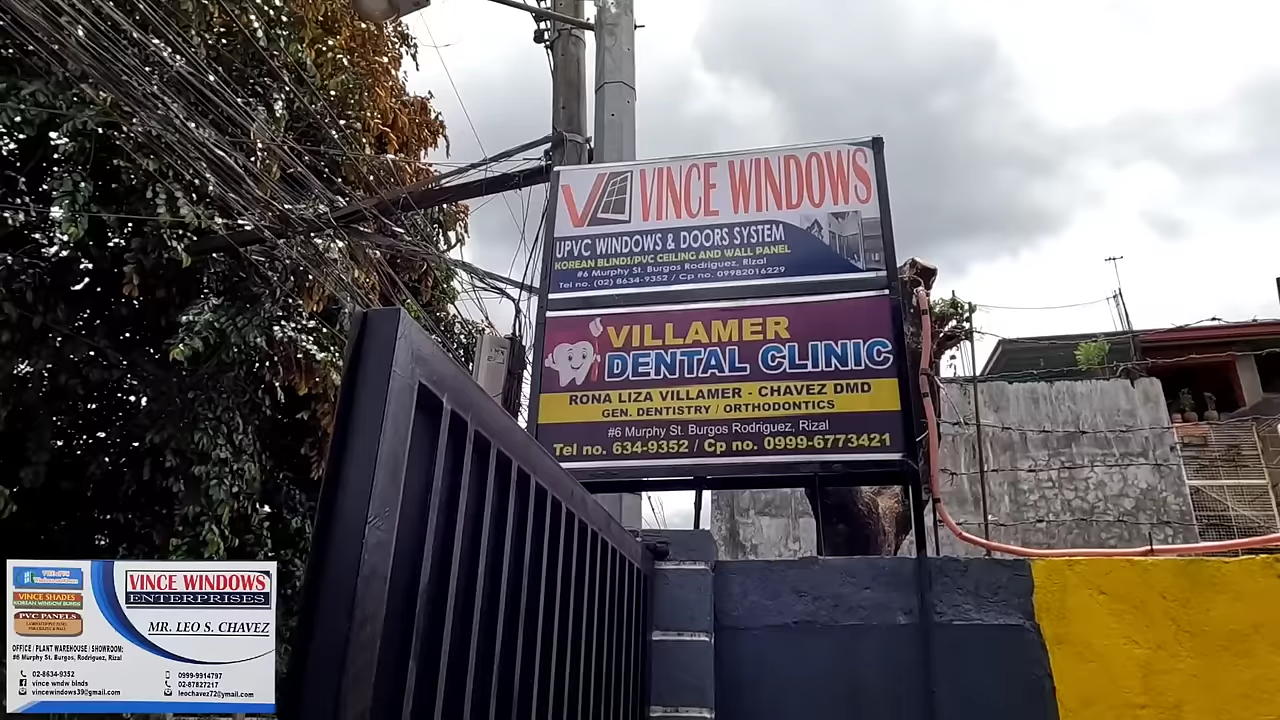 VINCE WINDOWS
UPVC WINDOWS & DOORS SYSTEM
KOREAN BLINDS/PVC CEILING AND WALL PANEL
#6 Murphy St. Burgos Rodriguez, Rizal
Tel no. (02) 8634-9352 / Cp no. 09982016229
VILLAMER
DENTAL CLINIC
RONA LIZA VILLAMER - CHAVEZ DMD
GEN. DENTISTRY / ORTHODONTICS
#6 Murphy St. Burgos Rodriguez, Rizal
Tel no. 634-9352 / Cp no. 0999-6773421
VINCE SHADES
KOREAN WINDOW BLINDS
PVC PANELS
VINCE WINDOWS
ENTERPRISES
MR. LEO S. CHAVEZ
OFFICE / PLANT WAREHOUSE / SHOWROOM:
#6 Murphy St. Burgos, Rodriguez, Rizal
02-8634-9352
vince wndw blnds
vincewindows39@gmail.com
0999-9914797
02-87827217
leochavez72@ymail.com